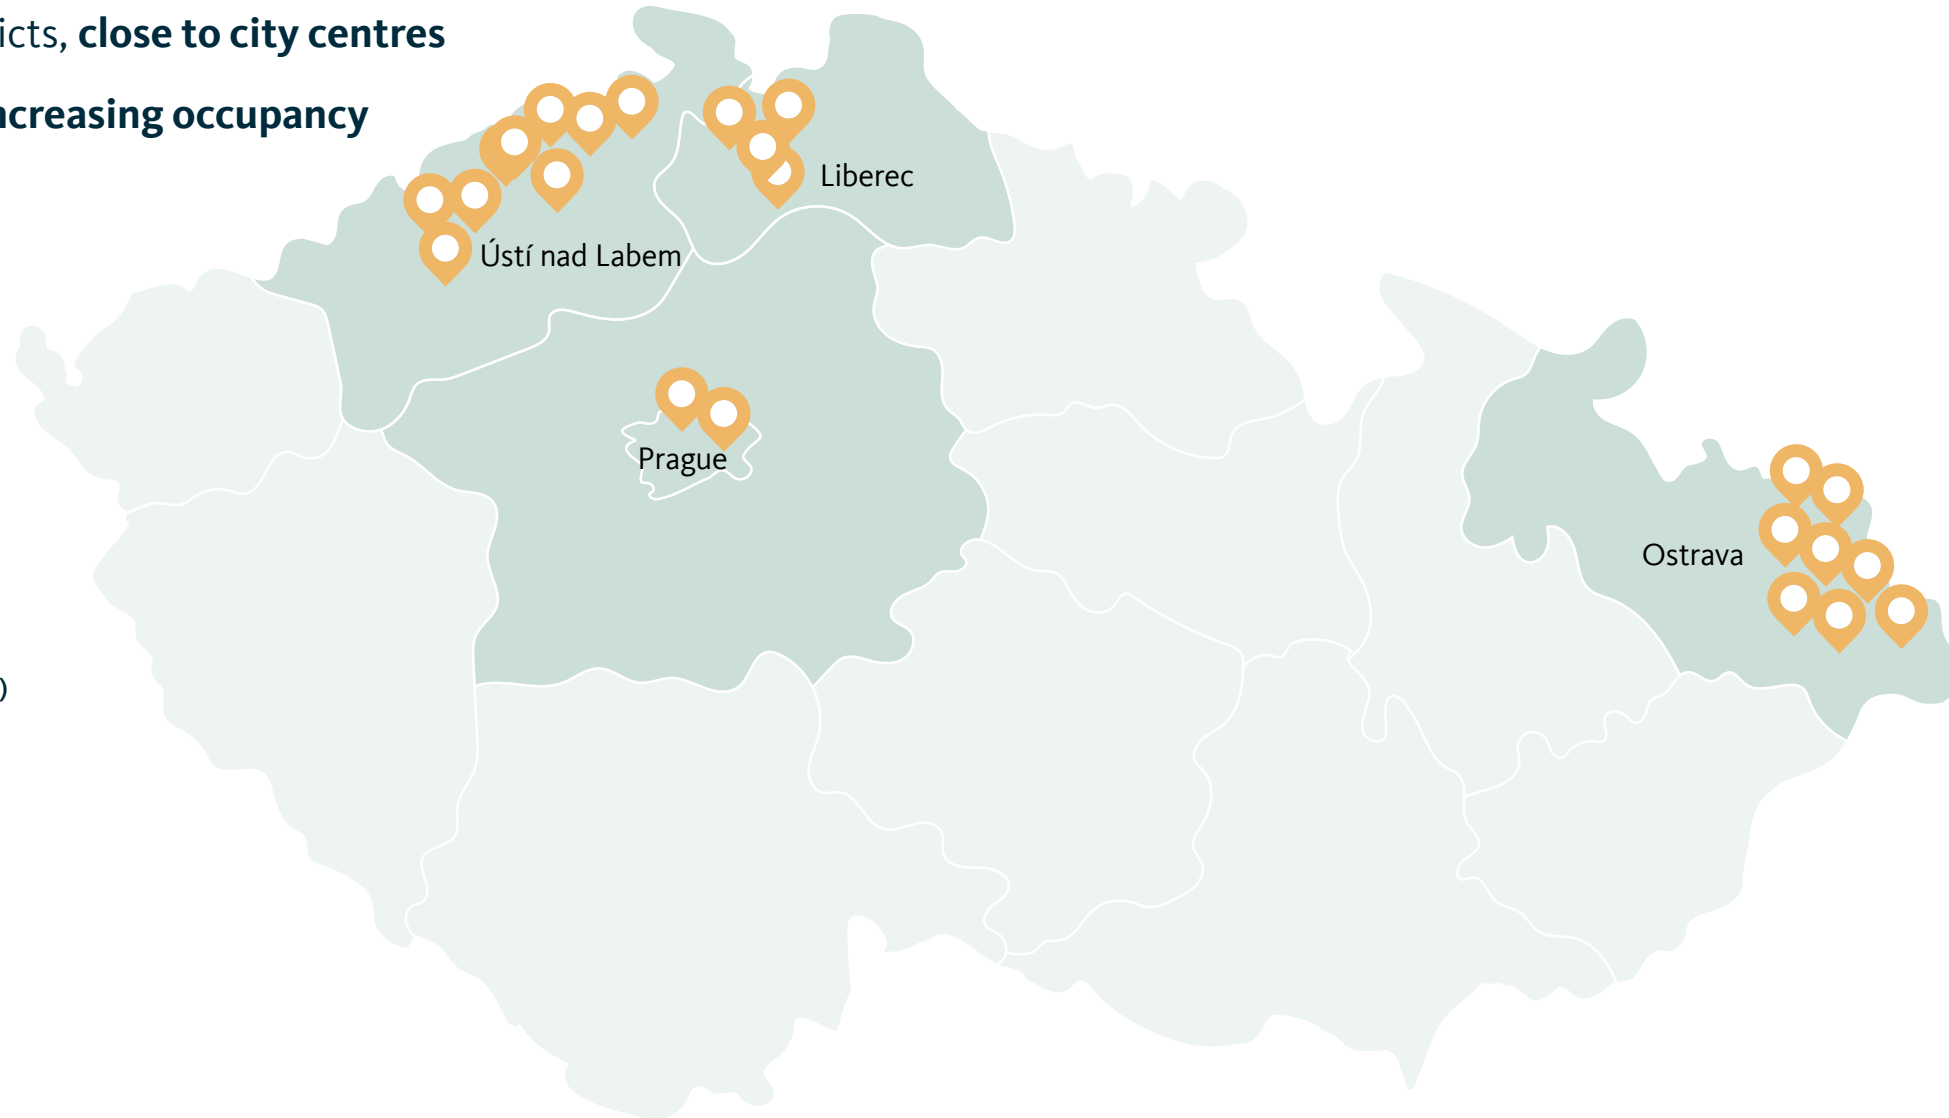 icts, close to city centres
ncreasing occupancy
Liberec
Ústí nad Labem
Prague
Ostrava
)